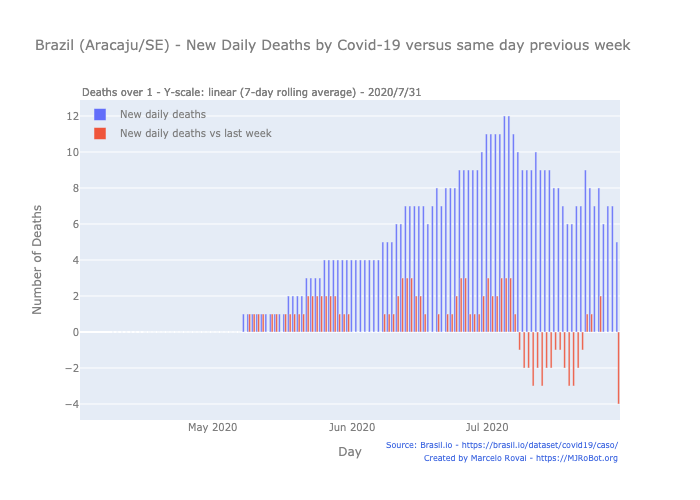 Brazil (Aracaju/SE) - New Daily Deaths by Covid-19 versus same day previous week
Deaths over 1 - Y-scale: linear (7-day rolling average) - 2020/7/31
New daily deaths
New daily deaths vs last week
Number of Deaths
12
10
8
6
4
2
0
−2
−4
May 2020 Jun 2020 Jul 2020
Day
Source: Brasil.io - https://brasil.io/dataset/covid19/caso/
Created by Marcelo Rovai - https://MJRoBot.org